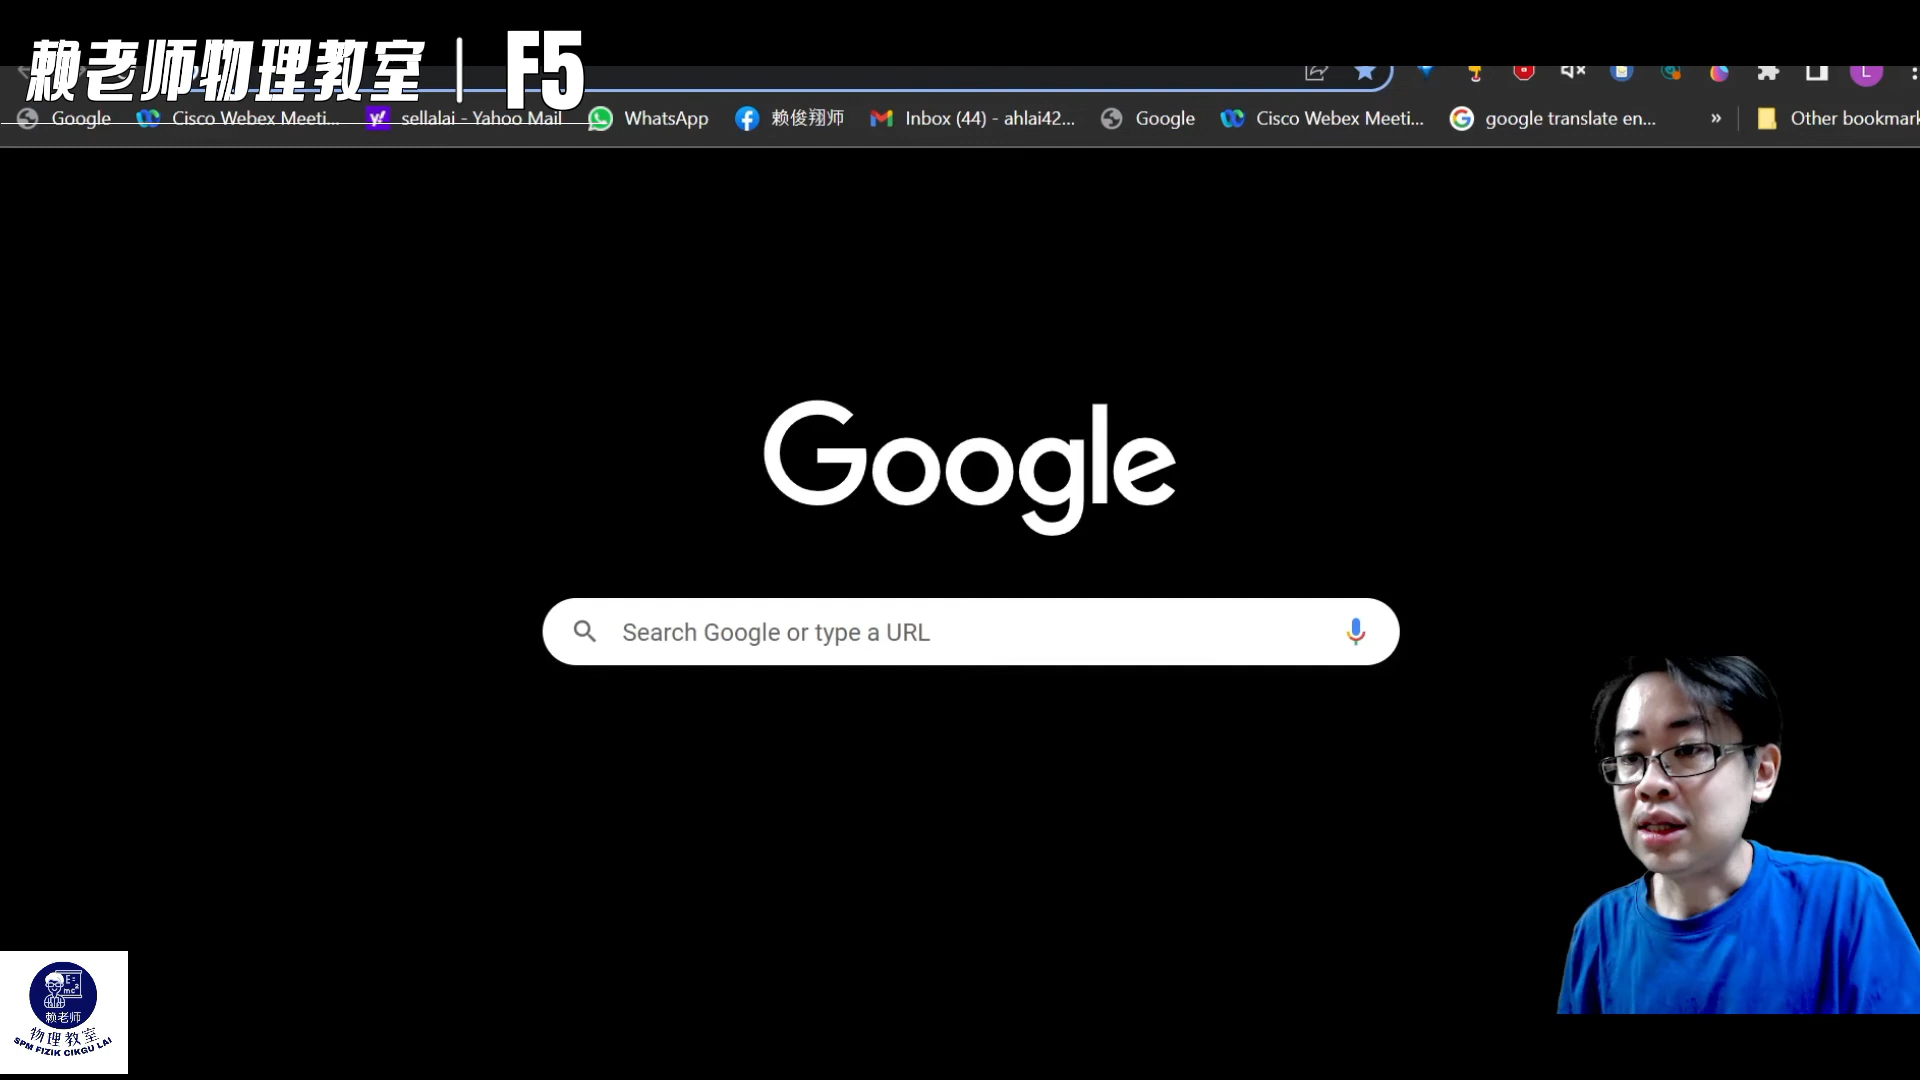 赖老师物理教室 | F5
L
Google
Cisco Webex Meeti...
sellalai - Yahoo Mail
WhatsApp
赖俊翔师
Inbox (44) - ahlai42...
Google
Cisco Webex Meeti...
google translate en...
»
Other bookmark
Google
Search Google or type a URL
E=
mc²
赖老师
物理教室
SPM FIZIK CIKGU LAI